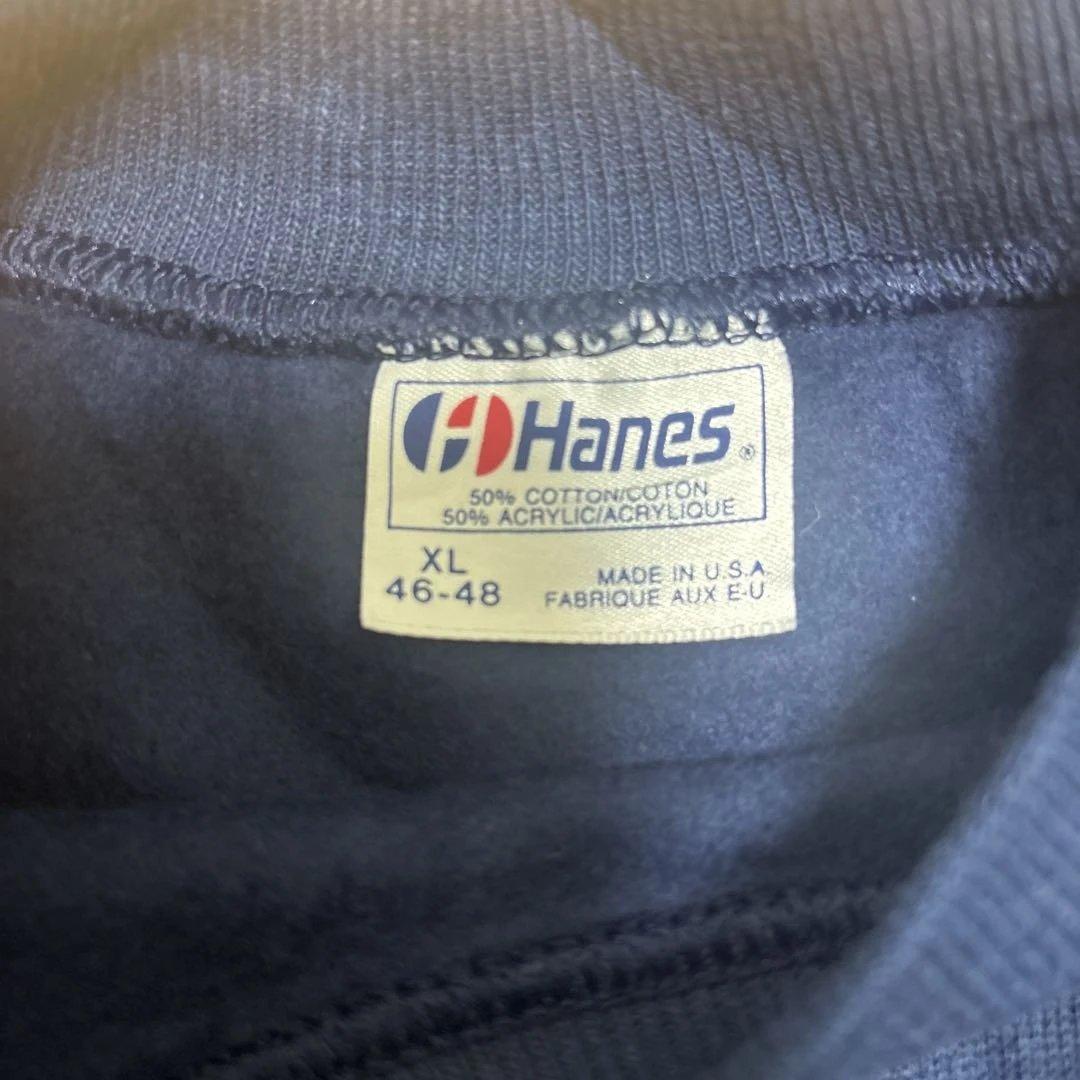 Hanes®
50% COTTON/COTON
50% ACRYLIC/ACRYLIQUE
XL
46-48
MADE IN U.S.A
FABRIQUE AUX E-U.